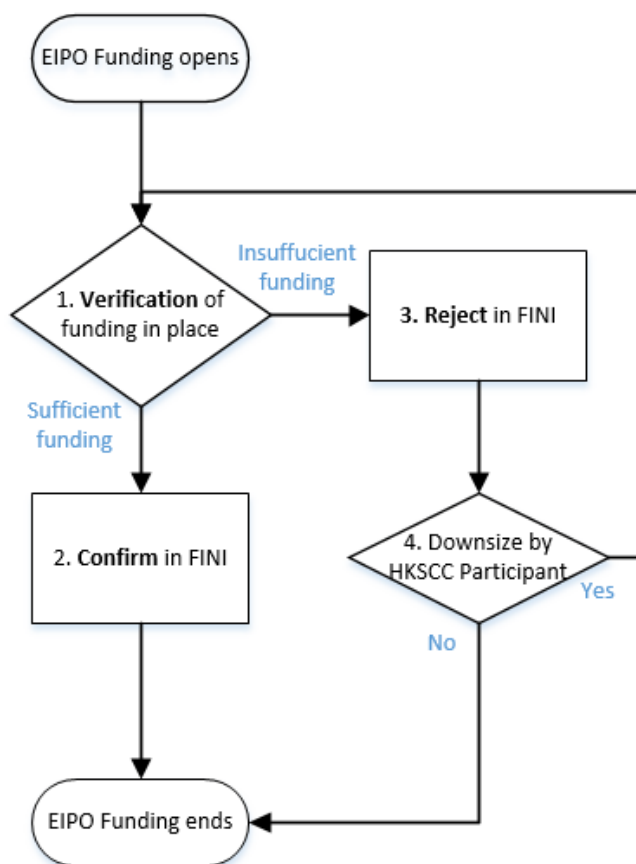 EIPO Funding opens
Insuffucient
funding
1. Verification of
funding in place
3. Reject in FINI
Sufficient
funding
2. Confirm in FINI
4. Downsize by
HKSCC Participant
Yes
No
EIPO Funding ends